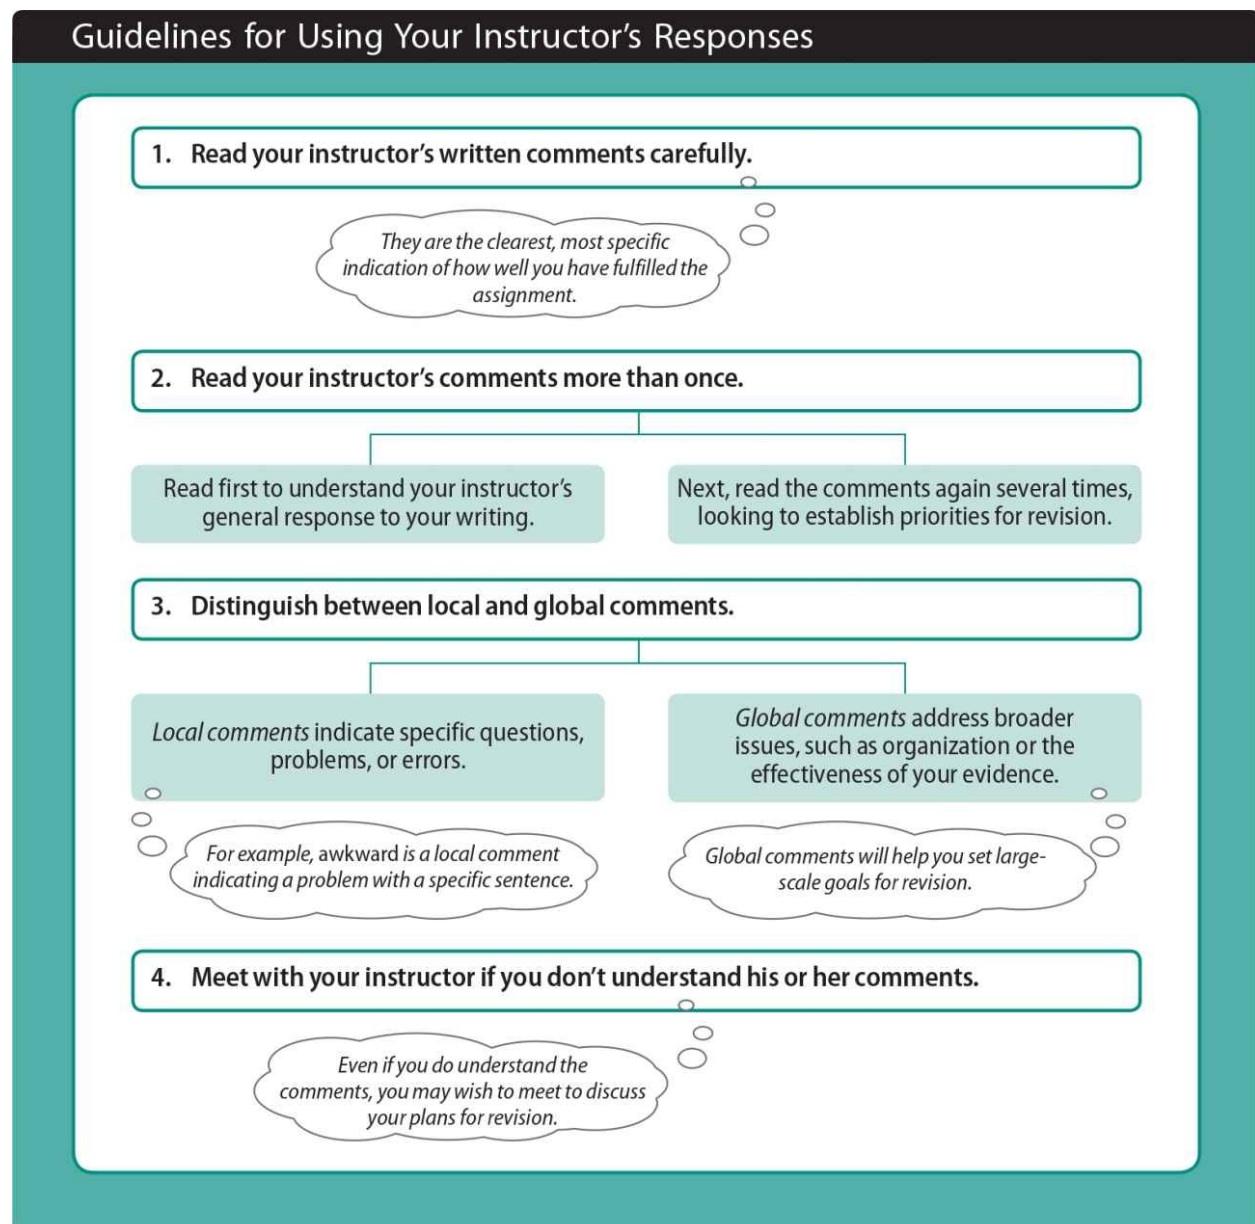 Guidelines for Using Your Instructor's Responses
1. Read your instructor's written comments carefully.
They are the clearest, most specific
indication of how well you have fulfilled the
assignment.
2. Read your instructor's comments more than once.
Read first to understand your instructor's
general response to your writing.
Next, read the comments again several times,
looking to establish priorities for revision.
3. Distinguish between local and global comments.
Local comments indicate specific questions,
problems, or errors.
Global comments address broader
issues, such as organization or the
effectiveness of your evidence.
For example, awkward is a local comment
indicating a problem with a specific sentence.
Global comments will help you set large-
scale goals for revision.
4. Meet with your instructor if you don't understand his or her comments.
Even if you do understand the
comments, you may wish to meet to discuss
your plans for revision.